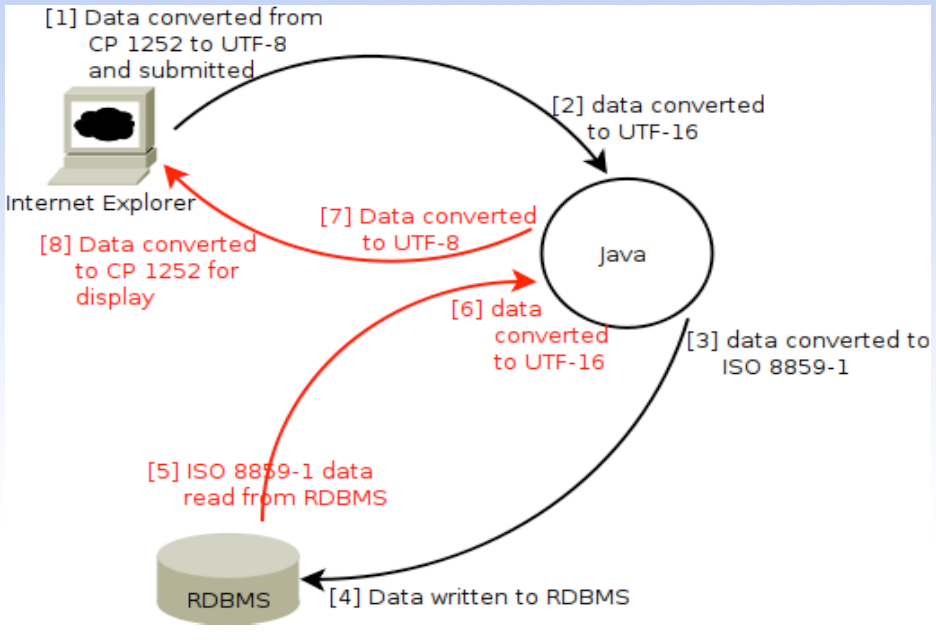 [1] Data converted from
CP 1252 to UTF-8
and submitted
[2] data converted
to UTF-16
Internet Explorer
[7] Data converted
to UTF-8
[8] Data converted
to CP 1252 for
display
Java
[6] data
converted
to UTF-16
[3] data converted to
ISO 8859-1
[5] ISO 8859-1 data
read from RDBMS
RDBMS
[4] Data written to RDBMS